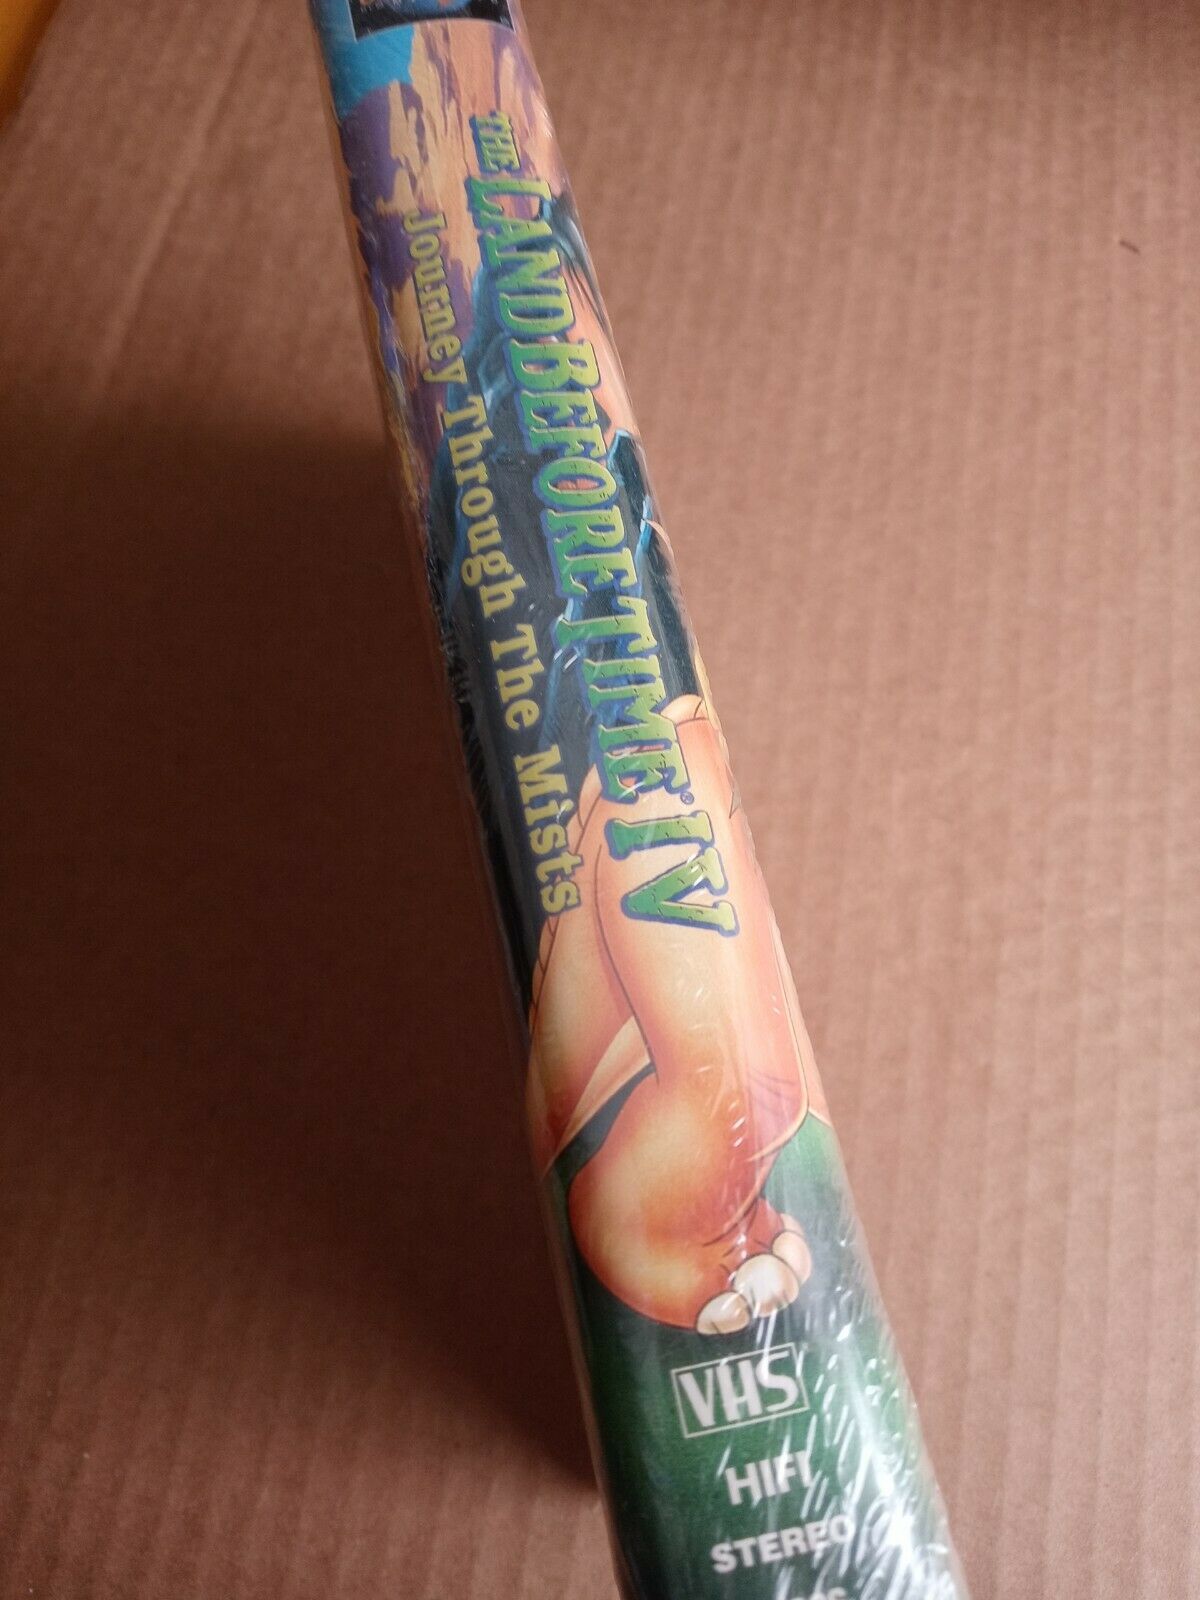 THE LAND BEFORE TIME® IV
Journey Through The Mists
VHS
HIFI
STEREO